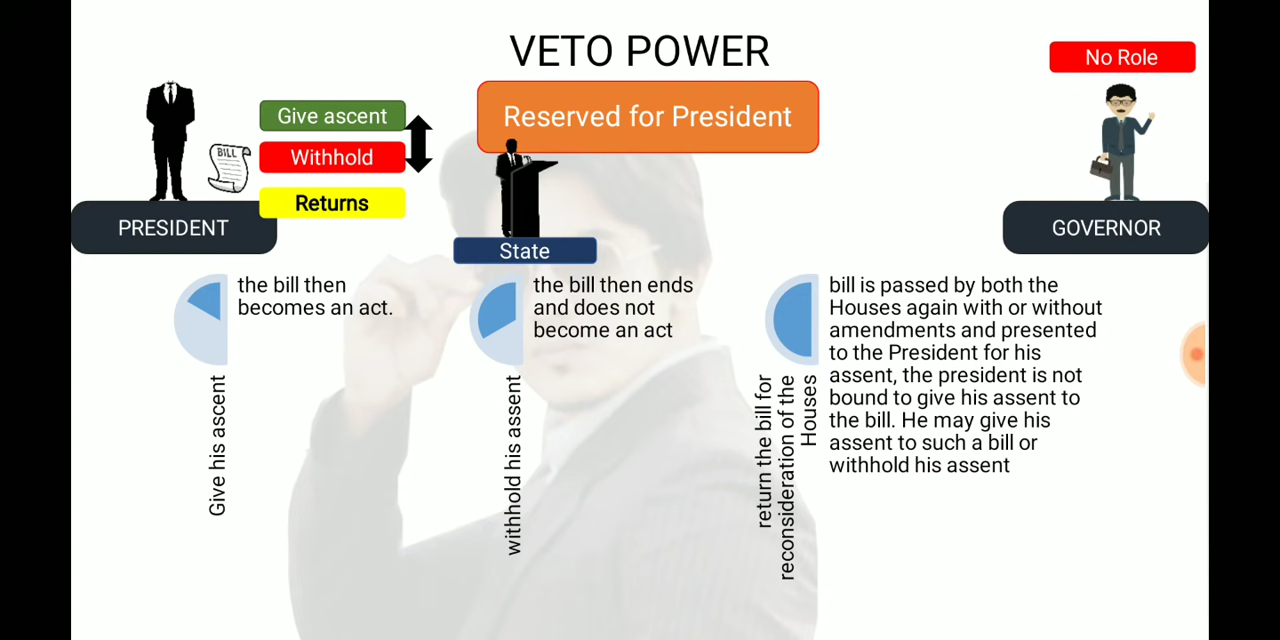 VETO POWER
No Role
Give ascent
Reserved for President
Withhold
BILL
Returns
PRESIDENT
GOVERNOR
State
the bill then
becomes an act.
Give his ascent
the bill then ends
and does not
become an act
withhold his assent
bill is passed by both the
Houses again with or without
amendments and presented
to the President for his
assent, the president is not
bound to give his assent to
the bill. He may give his
assent to such a bill or
withhold his assent
return the bill for
reconsideration of the
Houses